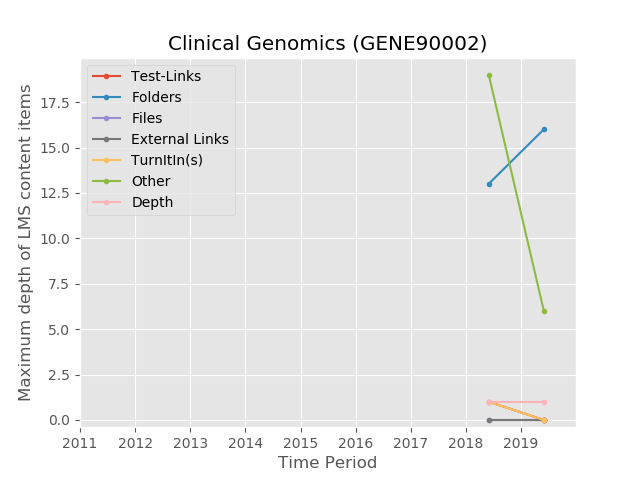 Clinical Genomics (GENE90002)
Test-Links
Folders
Files
External Links
TurnItIn(s)
Other
Depth
Maximum depth of LMS content items
17.5
15.0
12.5
10.0
7.5
5.0
2.5
0.0
2011 2012 2013 2014 2015 2016 2017 2018 2019
Time Period